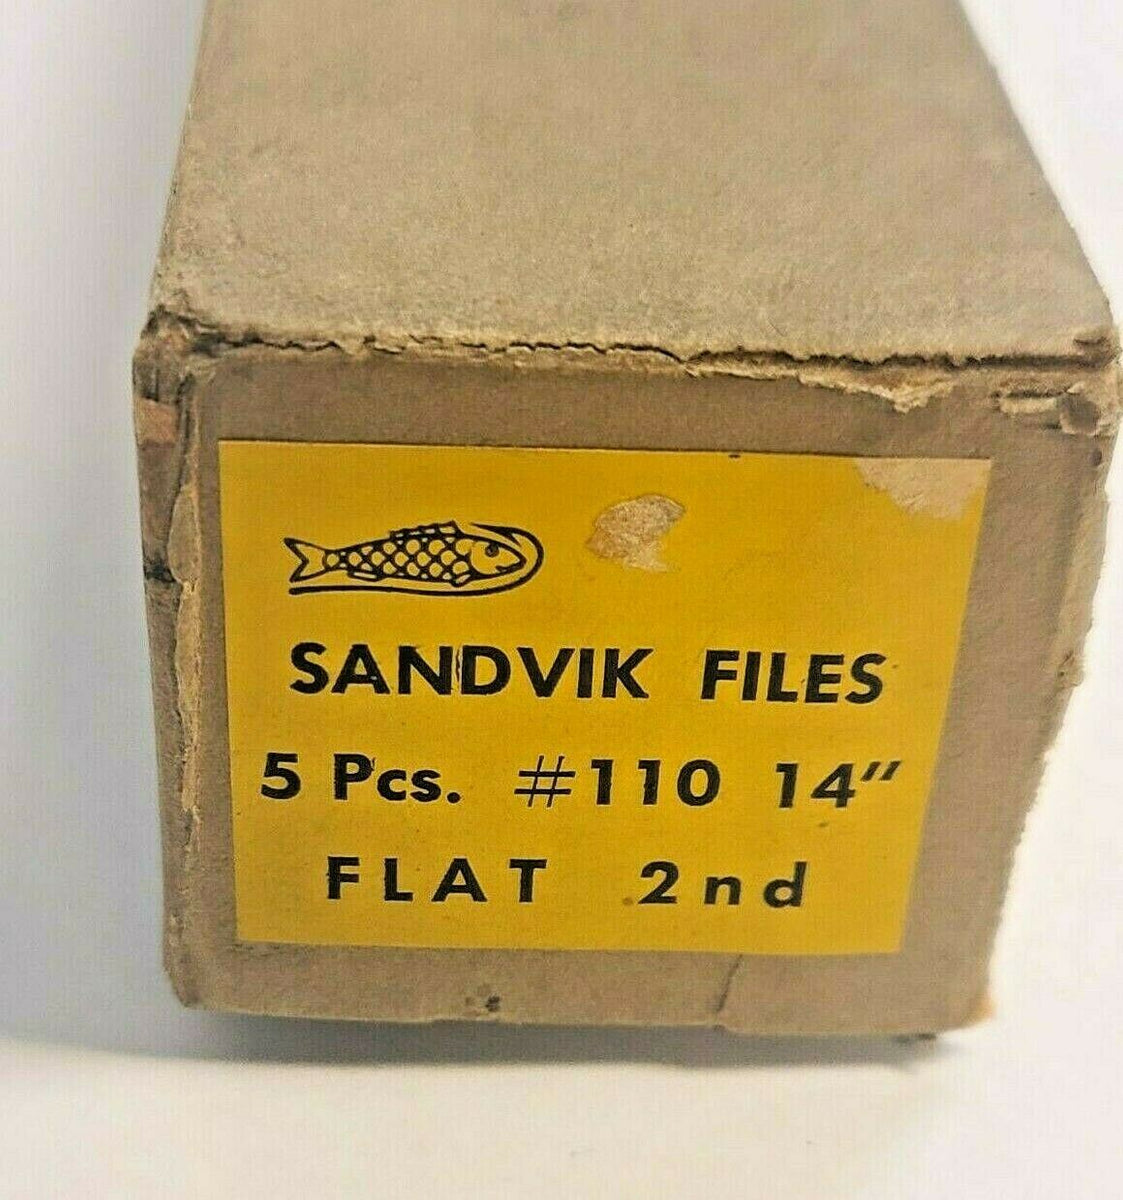 SANDVIK FILES
5 Pcs. #110 14"
FLAT 2nd